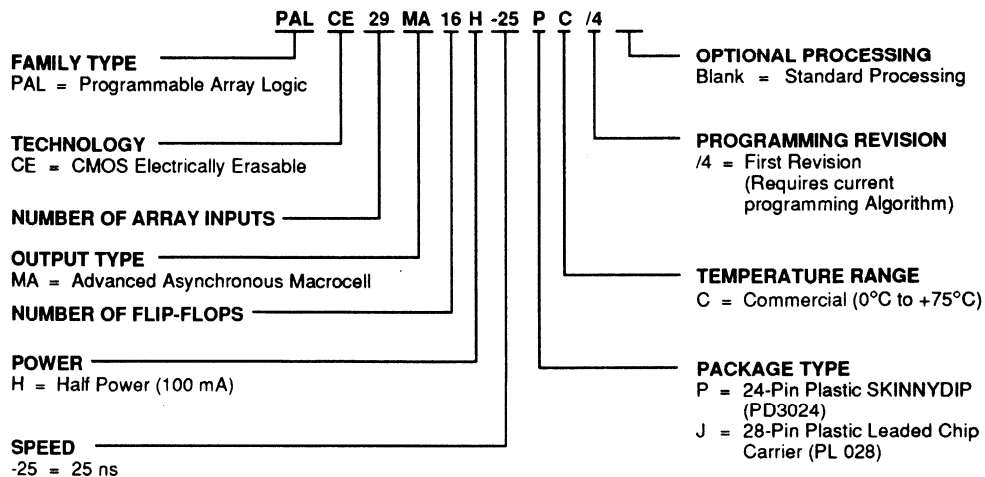 PAL CE 29 MA 16 H -25 P C /4
FAMILY TYPE
PAL = Programmable Array Logic
TECHNOLOGY
CE = CMOS Electrically Erasable
NUMBER OF ARRAY INPUTS
OUTPUT TYPE
MA = Advanced Asynchronous Macrocell
NUMBER OF FLIP-FLOPS
POWER
H = Half Power (100 mA)
SPEED
-25 = 25 ns
OPTIONAL PROCESSING
Blank = Standard Processing
PROGRAMMING REVISION
/4 = First Revision
(Requires current
programming Algorithm)
TEMPERATURE RANGE
C = Commercial (0°C to +75°C)
PACKAGE TYPE
P = 24-Pin Plastic SKINNYDIP
(PD3024)
J = 28-Pin Plastic Leaded Chip
Carrier (PL 028)